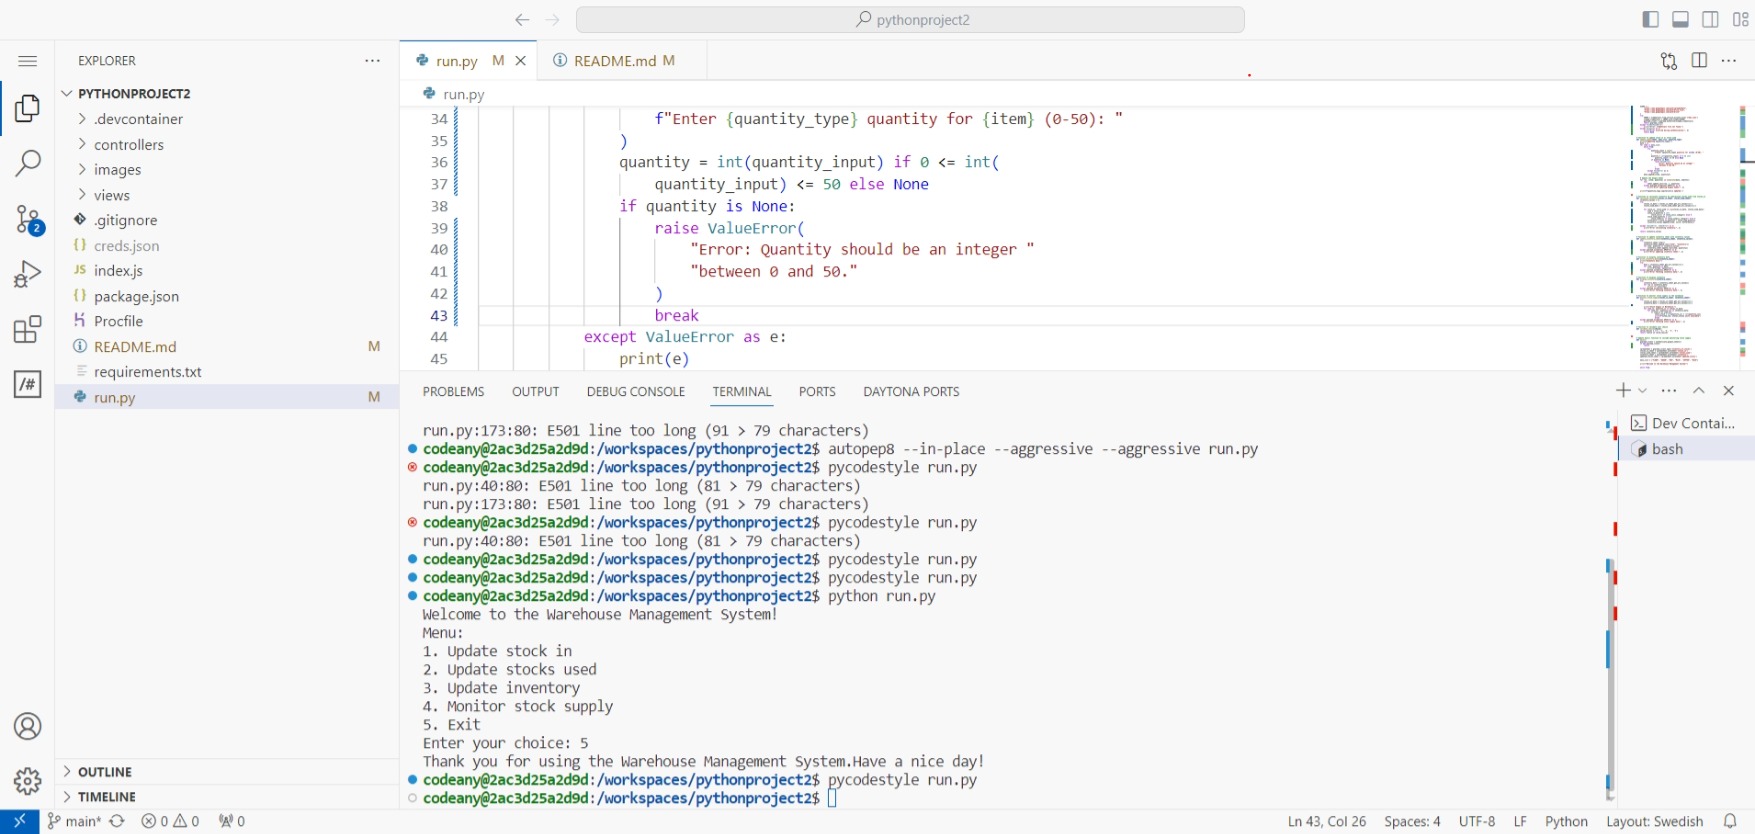 pythonproject2
EXPLORER
run.py M
README.md M
PYTHONPROJECT2
.devcontainer
controllers
images
views
.gitignore
creds.json
JS index.js
package.json
Procfile
README.md M
requirements.txt
run.py M
OUTLINE
TIMELINE
2
/#
run.py
34 f"Enter {quantity_type} quantity for {item} (0-50): "
35 )
36 quantity = int(quantity_input) if 0 <= int(
37 quantity_input) <= 50 else None
38 if quantity is None:
39 raise ValueError(
40 "Error: Quantity should be an integer "
41 "between 0 and 50."
42 )
43 break
44 except ValueError as e:
45 print(e)
PROBLEMS OUTPUT DEBUG CONSOLE TERMINAL PORTS DAYTONA PORTS
run.py:173:80: E501 line too long (91 > 79 characters)
codeany@2ac3d25a2d9d:/workspaces/pythonproject2$ autopep8 --in-place --aggressive --aggressive run.py
codeany@2ac3d25a2d9d:/workspaces/pythonproject2$ pycodestyle run.py
run.py:40:80: E501 line too long (81 > 79 characters)
run.py:173:80: E501 line too long (91 > 79 characters)
codeany@2ac3d25a2d9d:/workspaces/pythonproject2$ pycodestyle run.py
run.py:40:80: E501 line too long (81 > 79 characters)
codeany@2ac3d25a2d9d:/workspaces/pythonproject2$ pycodestyle run.py
codeany@2ac3d25a2d9d:/workspaces/pythonproject2$ pycodestyle run.py
codeany@2ac3d25a2d9d:/workspaces/pythonproject2$ python run.py
Welcome to the Warehouse Management System!
Menu:
1. Update stock in
2. Update stocks used
3. Update inventory
4. Monitor stock supply
5. Exit
Enter your choice: 5
Thank you for using the Warehouse Management System.Have a nice day!
codeany@2ac3d25a2d9d:/workspaces/pythonproject2$ pycodestyle run.py
codeany@2ac3d25a2d9d:/workspaces/pythonproject2$
Dev Contai...
bash
main* 0 0 0 Ln 43, Col 26 Spaces: 4 UTF-8 LF Python Layout: Swedish